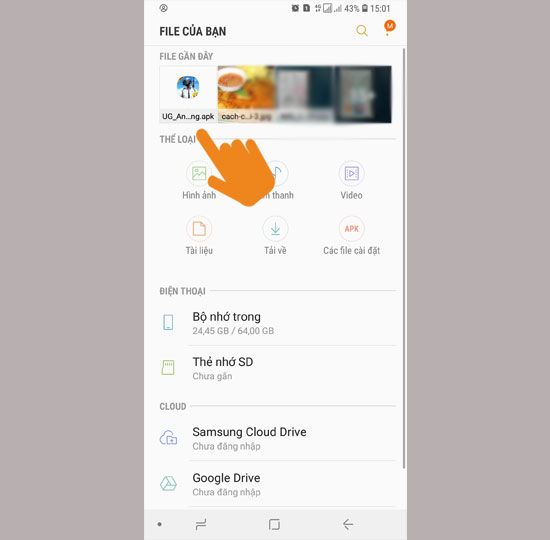 43% 15:01
FILE CỦA BẠN
M
FILE GẦN ĐÂY
UG_An...ng.apk
cach-c...i-3.jpg
THỂ LOẠI
Hình ảnh
thanh
Video
Tài liệu
Tải về
APK
Các file cài đặt
ĐIỆN THOẠI
Bộ nhớ trong
24,45 GB / 64,00 GB
Thẻ nhớ SD
Chưa gắn
CLOUD
Samsung Cloud Drive
Chưa đăng nhập
Google Drive
Chưa đăng nhập